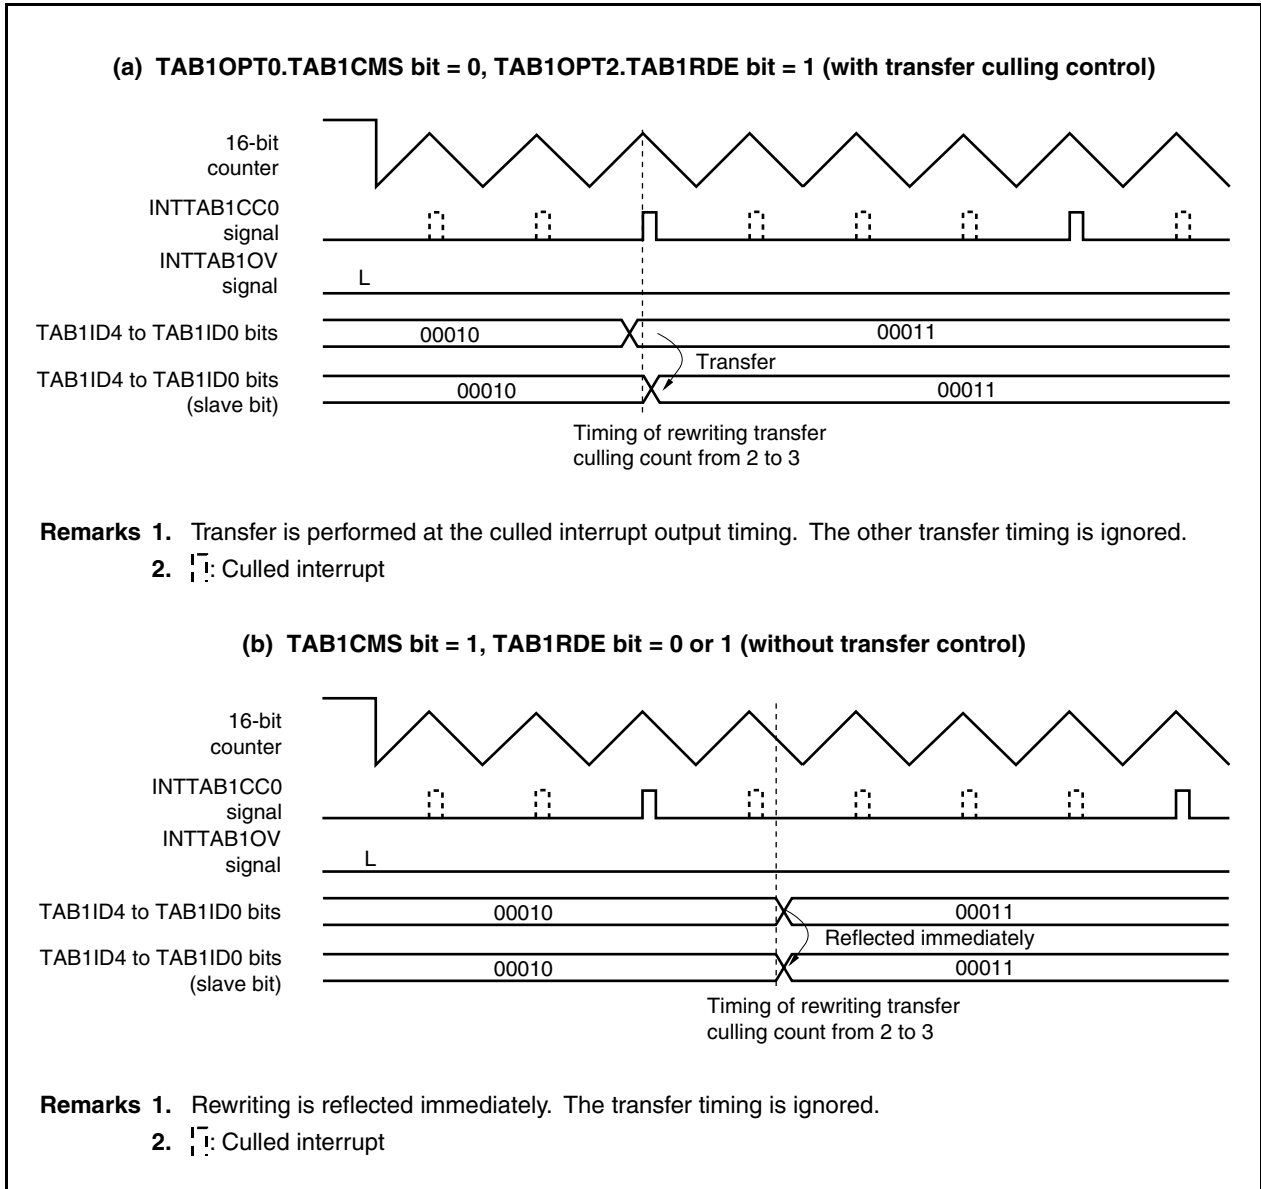 (a) TAB1OPT0.TAB1CMS bit = 0, TAB1OPT2.TAB1RDE bit = 1 (with transfer culling control)
16-bit
counter
INTTAB1CC0
signal
INTTAB1OV
signal
L
TAB1ID4 to TAB1ID0 bits
00010
00011
Transfer
TAB1ID4 to TAB1ID0 bits
(slave bit)
00010
00011
Timing of rewriting transfer
culling count from 2 to 3
Remarks 1. Transfer is performed at the culled interrupt output timing. The other transfer timing is ignored.
2. : Culled interrupt
(b) TAB1CMS bit = 1, TAB1RDE bit = 0 or 1 (without transfer control)
16-bit
counter
INTTAB1CC0
signal
INTTAB1OV
signal
L
TAB1ID4 to TAB1ID0 bits
00010
00011
Reflected immediately
TAB1ID4 to TAB1ID0 bits
(slave bit)
00010
00011
Timing of rewriting transfer
culling count from 2 to 3
Remarks 1. Rewriting is reflected immediately. The transfer timing is ignored.
2. : Culled interrupt